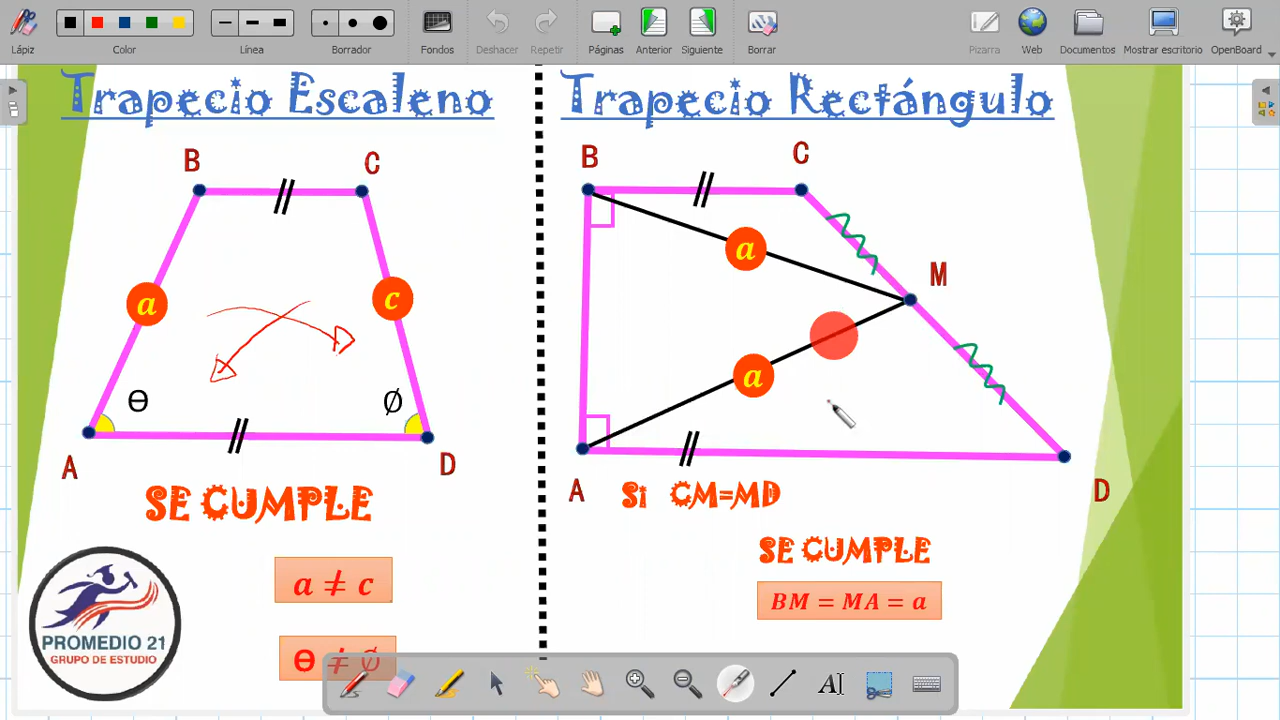 Lápiz
Color
Línea
Borrador
Fondos
Deshacer
Repetir
Páginas
Anterior
Siguiente
Borrar
Pizarra
Web
Documentos
Mostrar escritorio
OpenBoard
Trapecio Escaleno
B
C
a
c
Ө
Ø
A
D
SE CUMPLE
a ≠ c
Ө ≠ Ø
PROMEDIO 21
GRUPO DE ESTUDIO
Trapecio Rectángulo
B
C
a
M
a
A
D
Si CM=MD
SE CUMPLE
BM = MA = a
AI